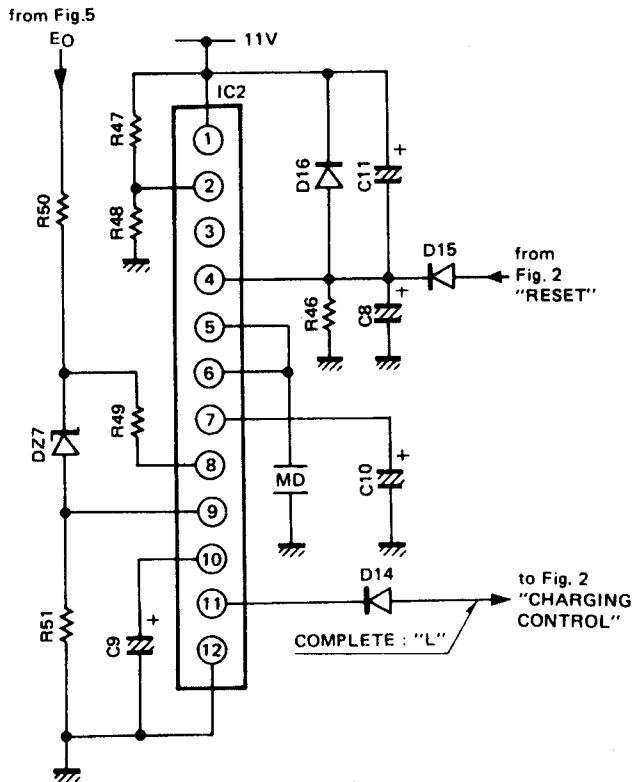 from Fig.5
EO
11V
IC2
R47
1
D16
C11
+
R50
2
R48
3
D15
from
Fig. 2
"RESET"
4
R46
C8
+
5
6
R49
7
+
DZ7
8
MD
C10
9
10
D14
to Fig. 2
"CHARGING
CONTROL"
11
R51
C9
+
COMPLETE : "L"
12